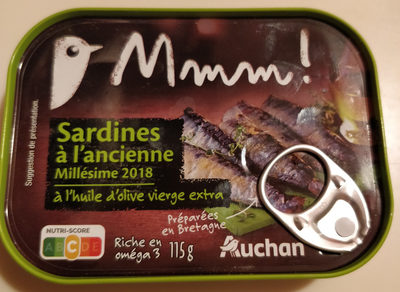 Mmm!
Suggestion de présentation.
Sardines
à l'ancienne
Millésime 2018
à l'huile d'olive vierge extra
Préparées
en Bretagne
NUTRI-SCORE
ABCDE
Riche en
oméga 3
115g
Auchan